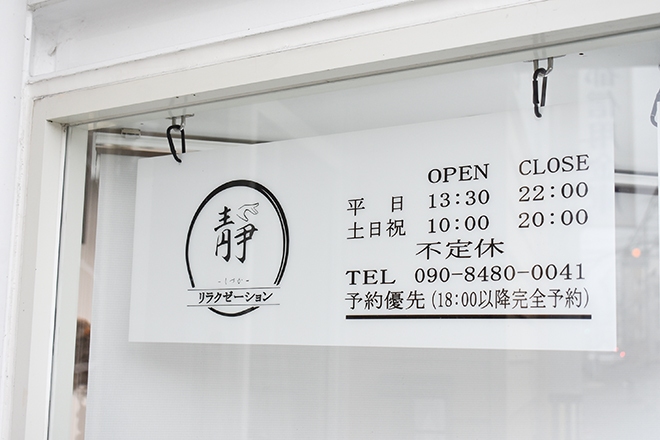 靜
-しずか-
リラクゼーション
OPEN CLOSE
平日 13:30 22:00
土日祝 10:00 20:00
不定休
TEL 090-8480-0041
予約優先(18:00以降完全予約)